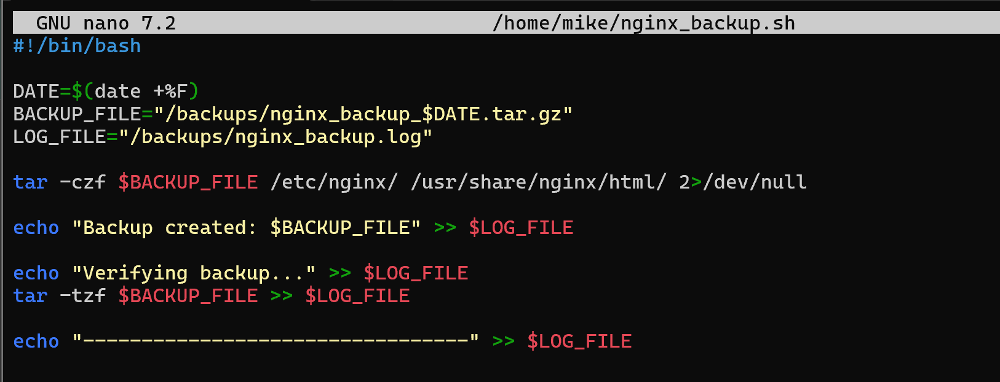 GNU nano 7.2 /home/mike/nginx_backup.sh
#!/bin/bash
DATE=$(date +%F)
BACKUP_FILE="/backups/nginx_backup_$DATE.tar.gz"
LOG_FILE="/backups/nginx_backup.log"
tar -czf $BACKUP_FILE /etc/nginx/ /usr/share/nginx/html/ 2>/dev/null
echo "Backup created: $BACKUP_FILE" >> $LOG_FILE
echo "Verifying backup..." >> $LOG_FILE
tar -tzf $BACKUP_FILE >> $LOG_FILE
echo "---------------------------------" >> $LOG_FILE